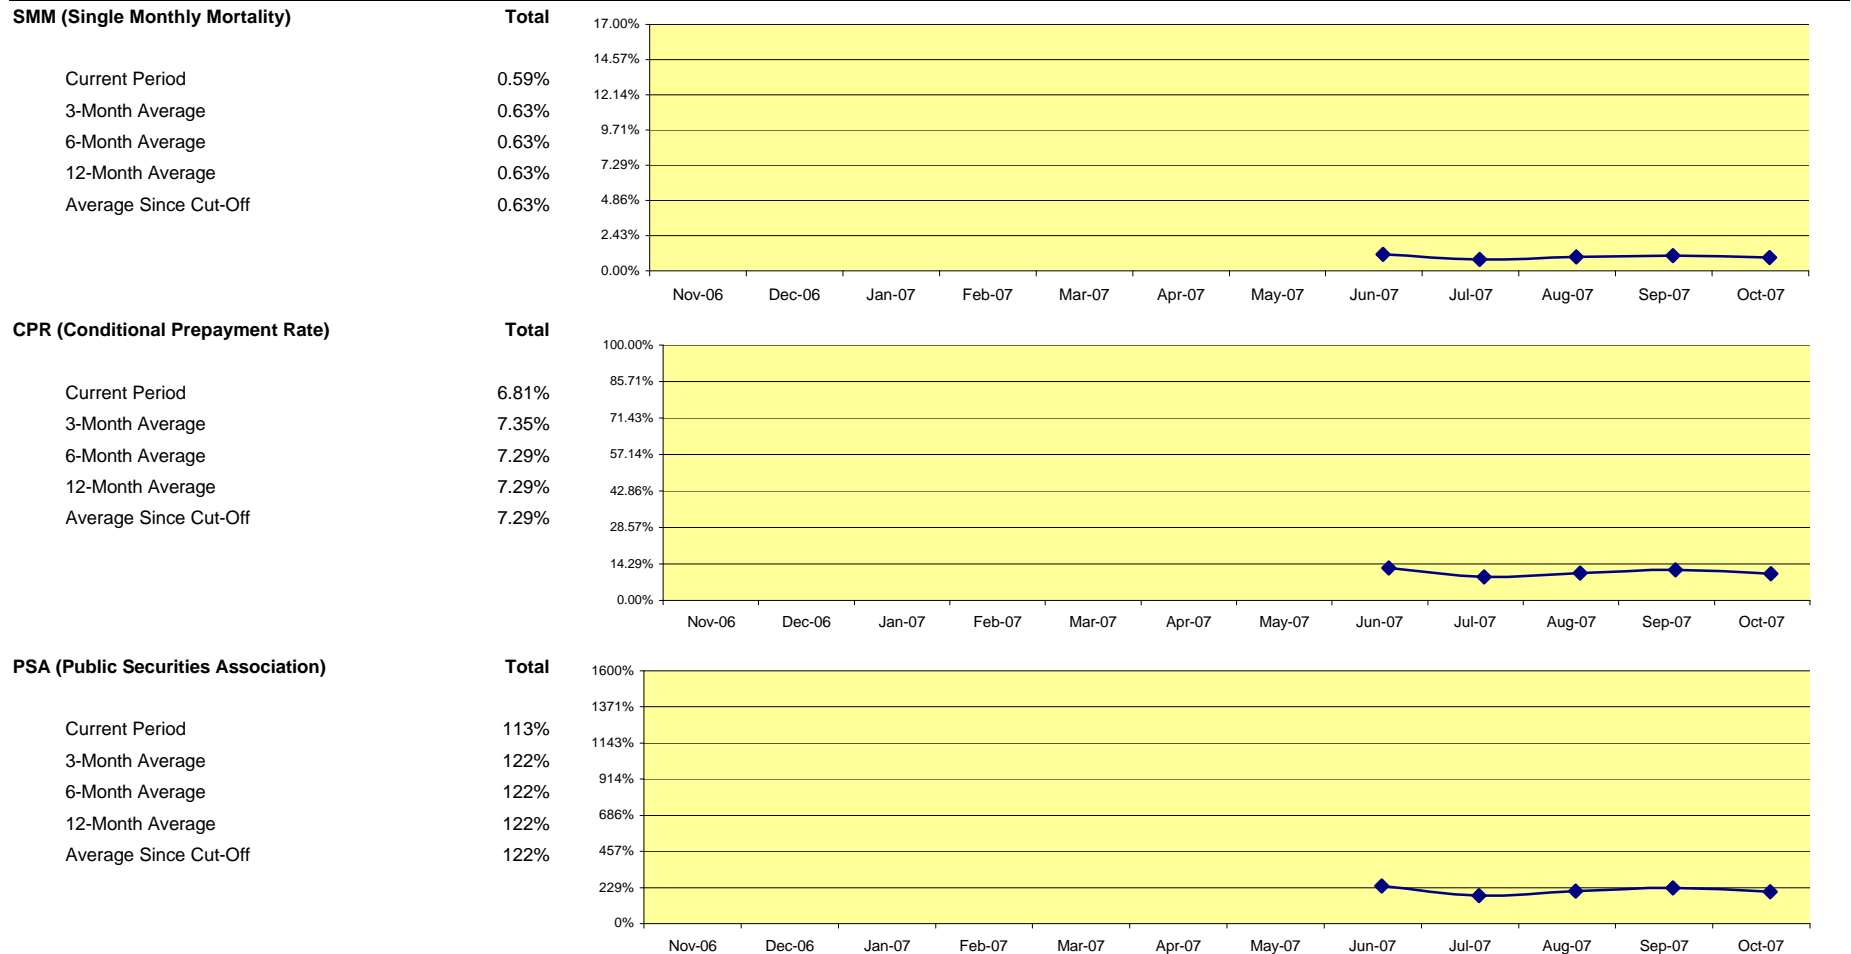 SMM (Single Monthly Mortality) Total
Current Period 0.59%
3-Month Average 0.63%
6-Month Average 0.63%
12-Month Average 0.63%
Average Since Cut-Off 0.63%
17.00%
14.57%
12.14%
9.71%
7.29%
4.86%
2.43%
0.00%
Nov-06 Dec-06 Jan-07 Feb-07 Mar-07 Apr-07 May-07 Jun-07 Jul-07 Aug-07 Sep-07 Oct-07
CPR (Conditional Prepayment Rate) Total
Current Period 6.81%
3-Month Average 7.35%
6-Month Average 7.29%
12-Month Average 7.29%
Average Since Cut-Off 7.29%
100.00%
85.71%
71.43%
57.14%
42.86%
28.57%
14.29%
0.00%
Nov-06 Dec-06 Jan-07 Feb-07 Mar-07 Apr-07 May-07 Jun-07 Jul-07 Aug-07 Sep-07 Oct-07
PSA (Public Securities Association) Total
Current Period 113%
3-Month Average 122%
6-Month Average 122%
12-Month Average 122%
Average Since Cut-Off 122%
1600%
1371%
1143%
914%
686%
457%
229%
0%
Nov-06 Dec-06 Jan-07 Feb-07 Mar-07 Apr-07 May-07 Jun-07 Jul-07 Aug-07 Sep-07 Oct-07